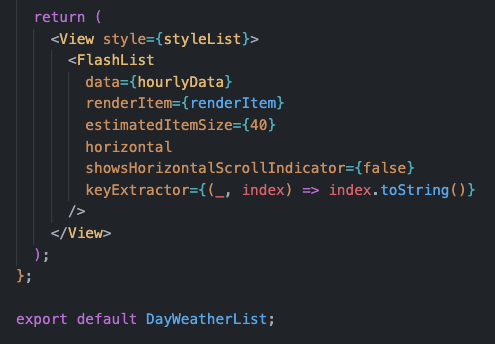 return (
<View style={styleList}>
<FlashList
data={hourlyData}
renderItem={renderItem}
estimatedItemSize={40}
horizontal
showsHorizontalScrollIndicator={false}
keyExtractor={(_, index) => index.toString()}
/>
</View>
);
};
export default DayWeatherList;